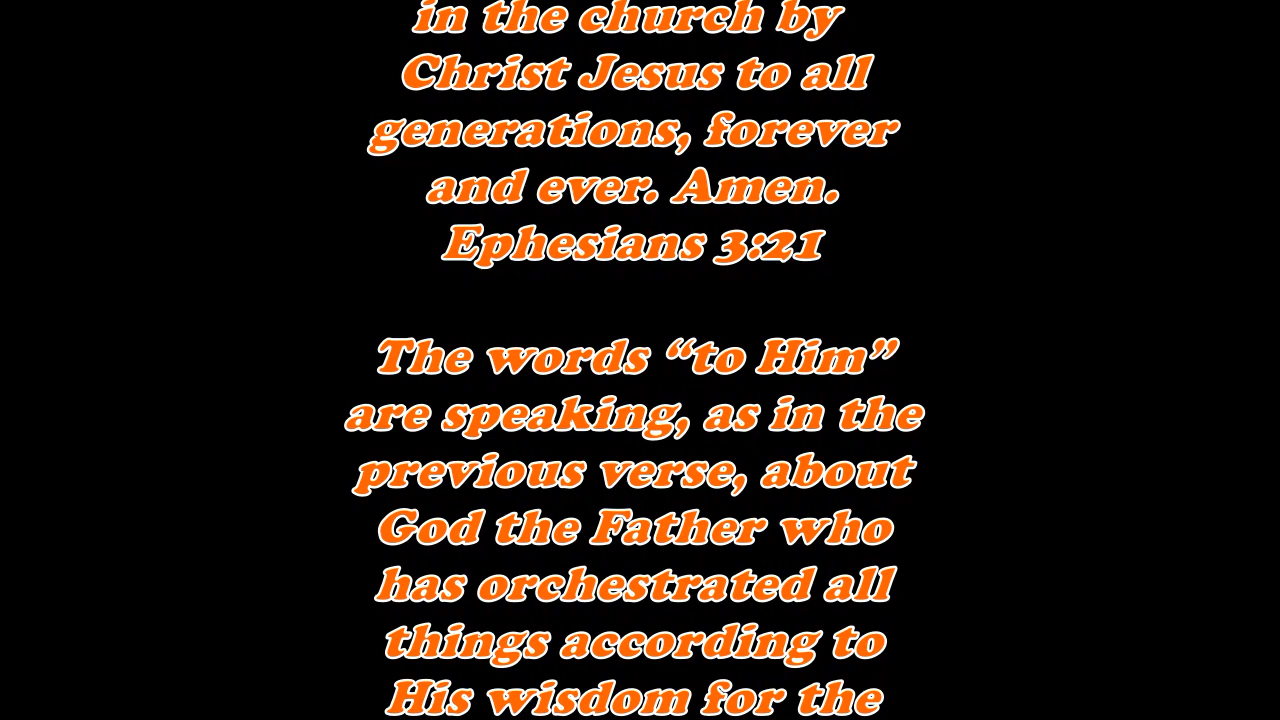 in the church by
Christ Jesus to all
generations, forever
and ever. Amen.
Ephesians 3:21
The words “to Him”
are speaking, as in the
previous verse, about
God the Father who
has orchestrated all
things according to
His wisdom for the